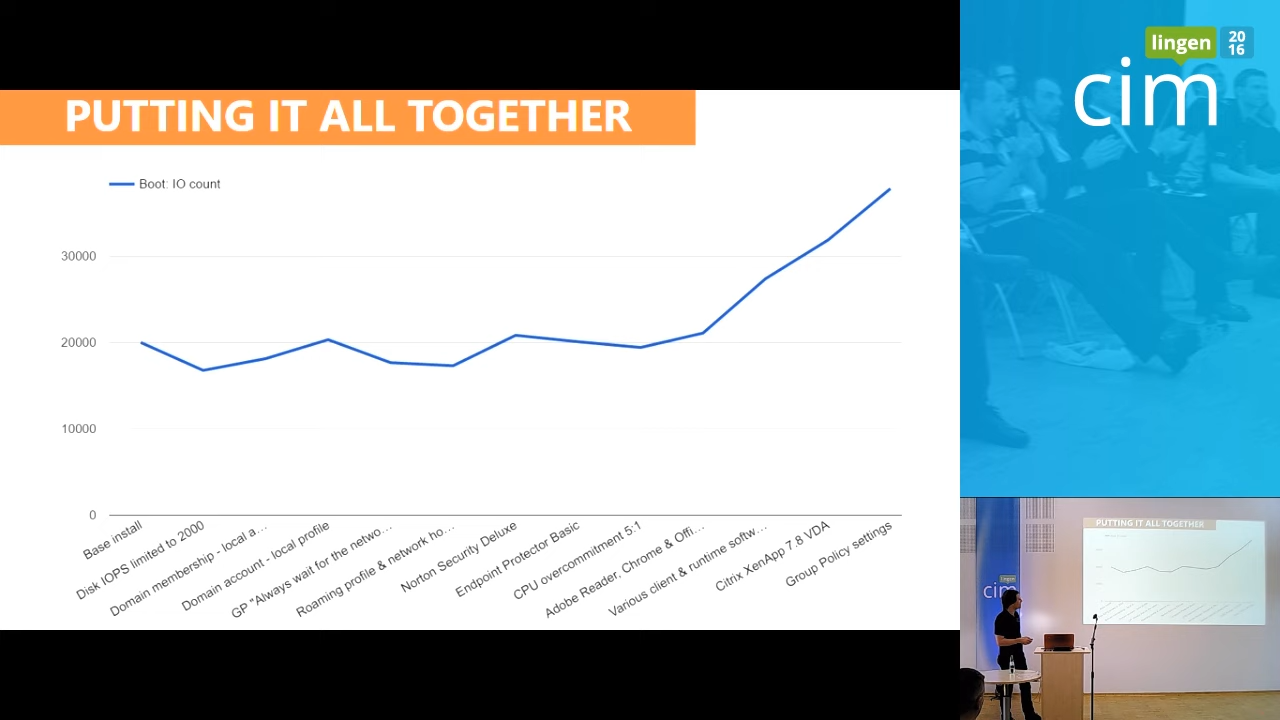 PUTTING IT ALL TOGETHER
Boot: IO count
30000
20000
10000
0
Base install
Disk IOPS limited to 2000
Domain membership - local a...
Domain account - local profile
GP "Always wait for the netwo...
Roaming profile & network ho...
Norton Security Deluxe
Endpoint Protector Basic
CPU overcommitment 5:1
Adobe Reader, Chrome & Offi...
Various client & runtime softw...
Citrix XenApp 7.8 VDA
Group Policy settings
lingen
20
16
cim
PUTTING IT ALL TOGETHER
lingen
cim